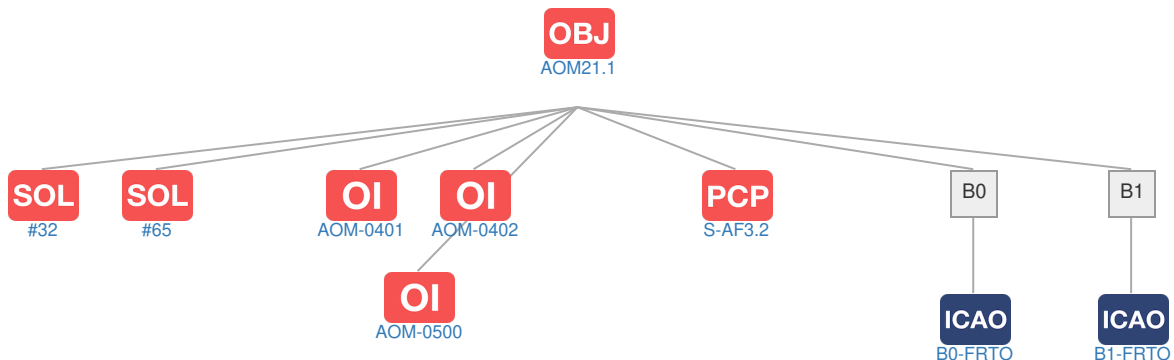 OBJ
AOM21.1
SOL SOL OI OI PCP B0 B1
#32 #65 AOM-0401 AOM-0402 S-AF3.2
OI ICAO ICAO
AOM-0500 B0-FRTO B1-FRTO